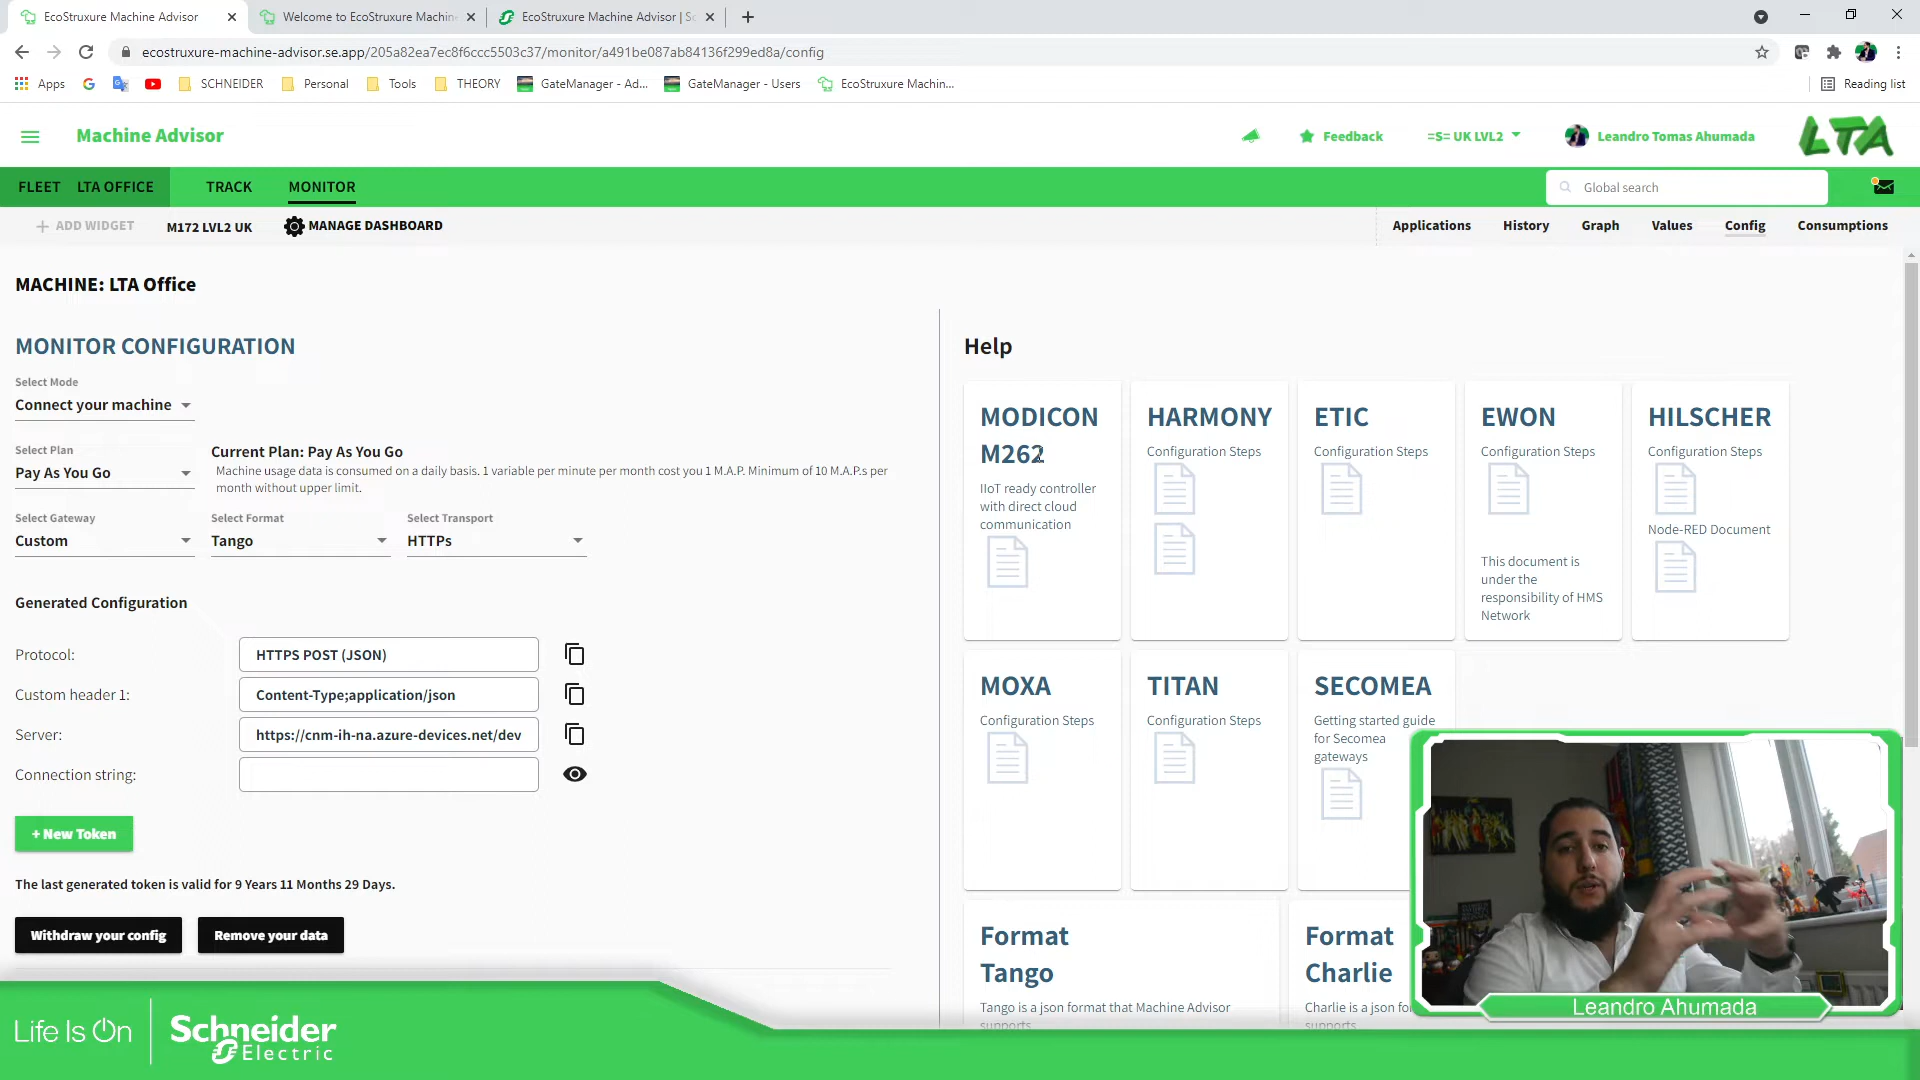 EcoStruxure Machine Advisor
Welcome to EcoStruxure Machine
EcoStruxure Machine Advisor | Sc
ecostruxure-machine-advisor.se.app/205a82ea7ec8f6ccc5503c37/monitor/a491be087ab84136f299ed8a/config
Apps
SCHNEIDER
Personal
Tools
THEORY
GateManager - Ad...
GateManager - Users
EcoStruxure Machin...
Reading list
Machine Advisor
Feedback
=S= UK LVL2
Leandro Tomas Ahumada
LTA
FLEET
LTA OFFICE
TRACK
MONITOR
Global search
ADD WIDGET
M172 LVL2 UK
MANAGE DASHBOARD
Applications
History
Graph
Values
Config
Consumptions
MACHINE: LTA Office
MONITOR CONFIGURATION
Select Mode
Connect your machine
Select Plan
Pay As You Go
Current Plan: Pay As You Go
Machine usage data is consumed on a daily basis. 1 variable per minute per month cost you 1 M.A.P. Minimum of 10 M.A.P.s per
month without upper limit.
Select Gateway
Custom
Select Format
Tango
Select Transport
HTTPs
Generated Configuration
Protocol:
HTTPS POST (JSON)
Custom header 1:
Content-Type;application/json
Server:
https://cnm-ih-na.azure-devices.net/dev
Connection string:
+ New Token
The last generated token is valid for 9 Years 11 Months 29 Days.
Withdraw your config
Remove your data
Help
MODICON
M262
IIoT ready controller
with direct cloud
communication
HARMONY
Configuration Steps
ETIC
Configuration Steps
EWON
Configuration Steps
This document is
under the
responsibility of HMS
Network
HILSCHER
Configuration Steps
Node-RED Document
MOXA
Configuration Steps
TITAN
Configuration Steps
SECOMEA
Getting started guide
for Secomea
gateways
Format
Tango
Tango is a json format that Machine Advisor
supports
Format
Charlie
Charlie is a json fo
supports
Leandro Ahumada
Life Is On
Schneider
Electric